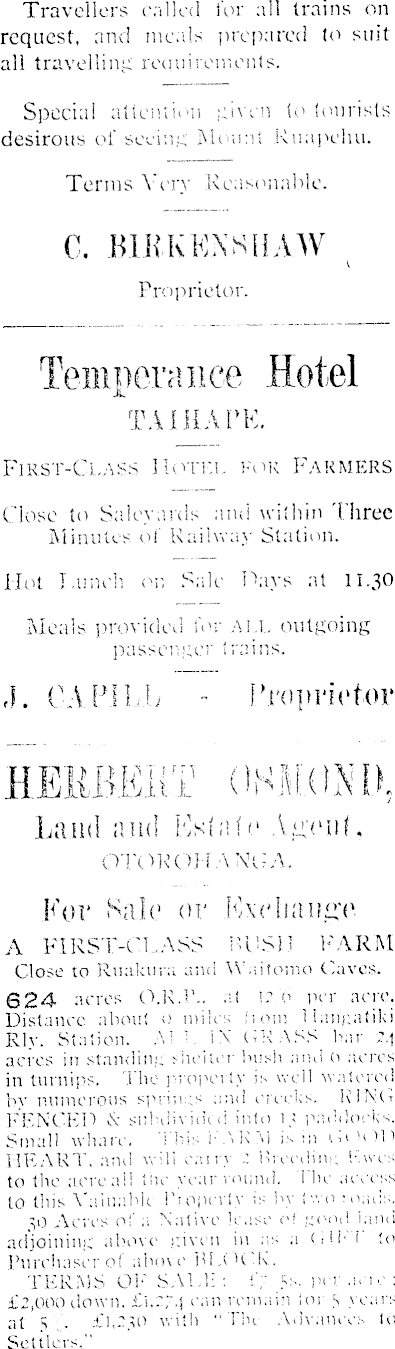 Travellers called for all trains on
request, and meals prepared to suit
all travelling requirements.
Special attention given to tourists
desirous of seeing Mount Ruapehu.
Terms Very Reasonable.
C. BIRKENSHAW
Proprietor.
Temperance Hotel
TAIHAPE.
FIRST-CLASS HOTEL FOR FARMERS
Close to Saleyards and within Three
Minutes of Railway Station.
Hot Lunch on Sale Days at 11.30
Meals provided for ALL outgoing
passenger trains.
J. CAPILL - Proprietor
HERBERT OSMOND,
Land and Estate Agent,
OTOROHANGA.
For Sale or Exchange
A FIRST-CLASS BUSH FARM
Close to Ruakura and Waitomo Caves.
624 acres O.R.P., at 12/6 per acre.
Distance about 9 miles from Hangatiki
Rly. Station. ALL IN GRASS bar 24
acres in standing shelter bush and 6 acres
in turnips. The property is well watered
by numerous springs and creeks. RING
FENCED & subdivided into 13 paddocks.
Small whare. This FARM is in GOOD
HEART, and will carry 2 Breeding Ewes
to the acre all the year round. The access
to this Valuable Property is by two roads.
30 Acres of a Native lease of good land
adjoining above given in as a GIFT to
Purchaser of above BLOCK.
TERMS OF SALE: £7 5s. per acre;
£2,000 down, £1,274 can remain for 5 years
at 5 . £1,230 with "The Advances to
Settlers."